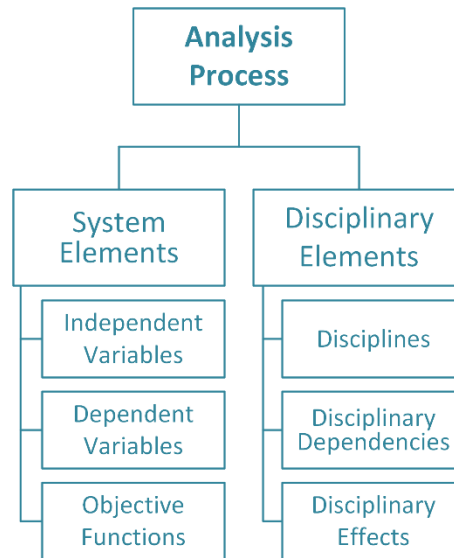 Analysis
Process
System
Elements
Independent
Variables
Dependent
Variables
Objective
Functions
Disciplinary
Elements
Disciplines
Disciplinary
Dependencies
Disciplinary
Effects